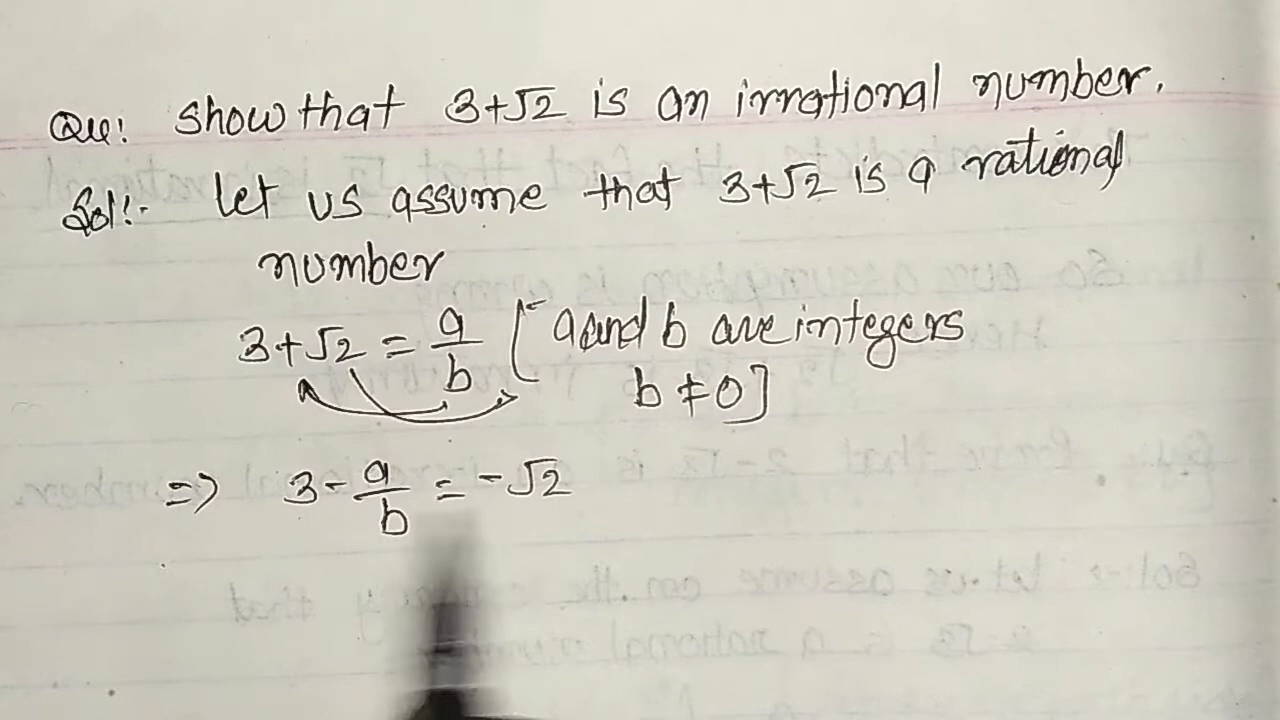 Que: show that 3+√2 is an irrational number.
Sol:- let us assume that 3+√2 is a rational
number
3+√2 = a/b [a and b are integers
b ≠ 0]
=> 3 - a/b = -√2